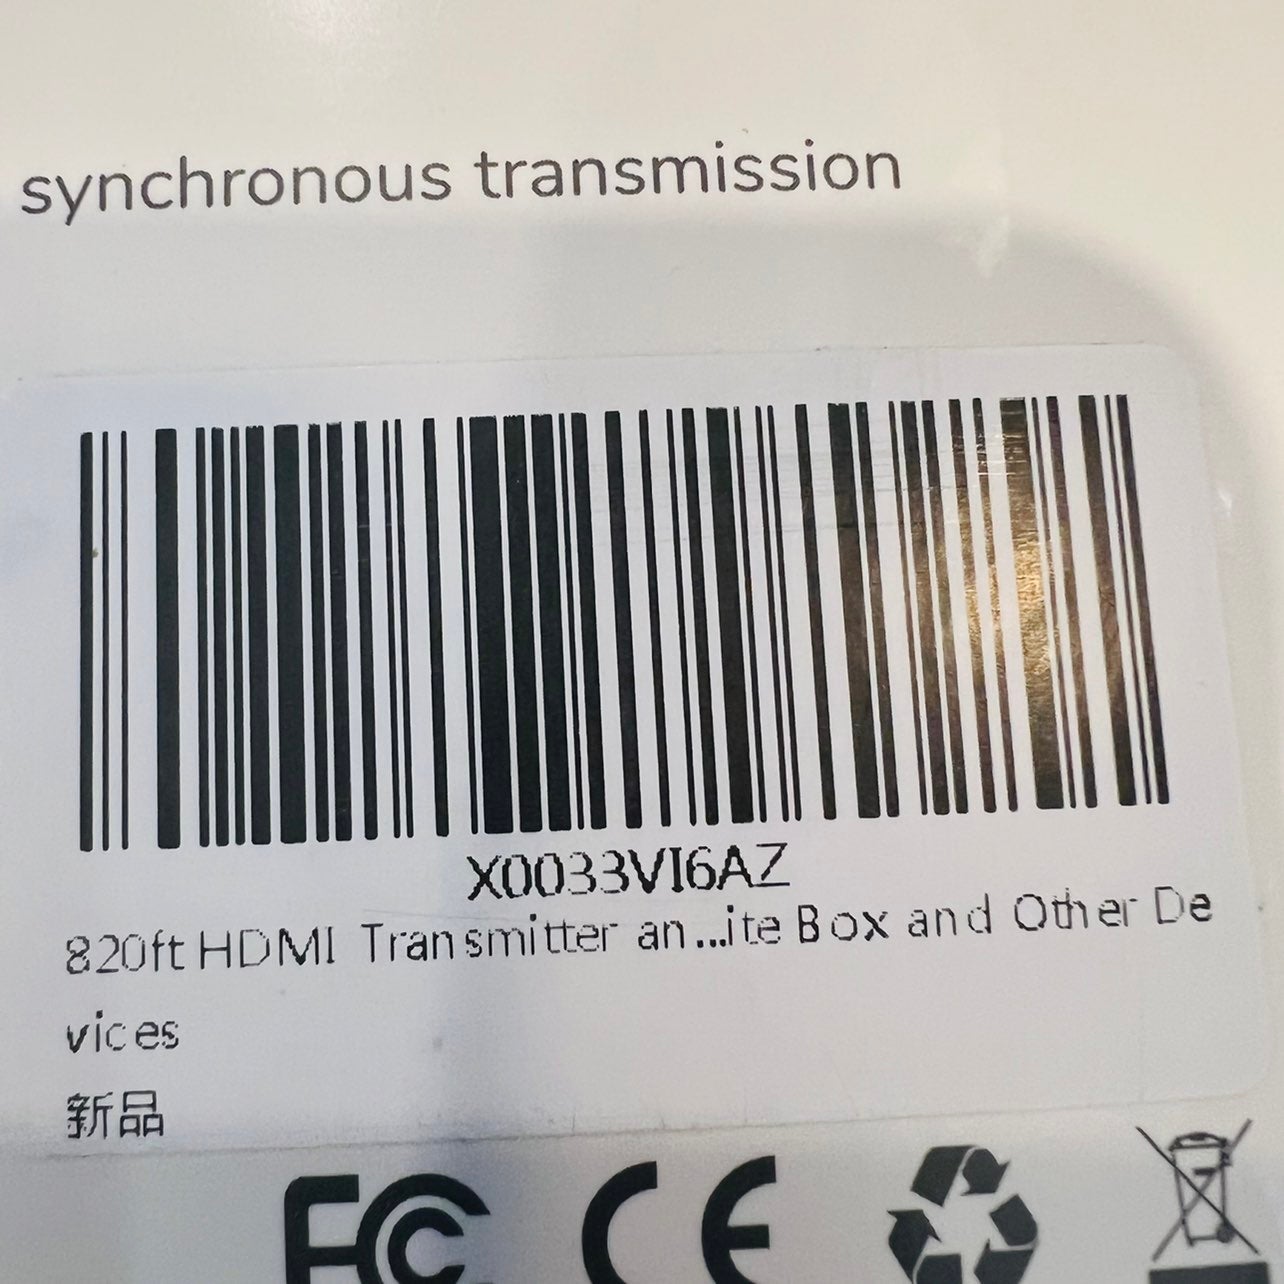 synchronous transmission
X0033VI6AZ
820ft HDMI Transmitter an...ite Box and Other De
vices
新品
FC CE